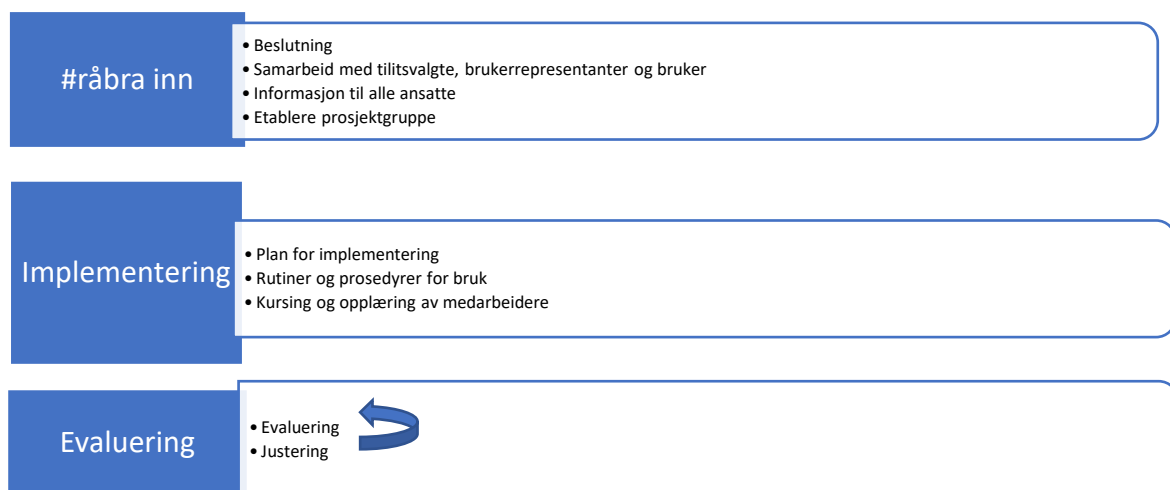 #råbra inn
• Beslutning
• Samarbeid med tilitsvalgte, brukerrepresentanter og bruker
• Informasjon til alle ansatte
• Etablere prosjektgruppe
Implementering
• Plan for implementering
• Rutiner og prosedyrer for bruk
• Kursing og opplæring av medarbeidere
Evaluering
• Evaluering
• Justering